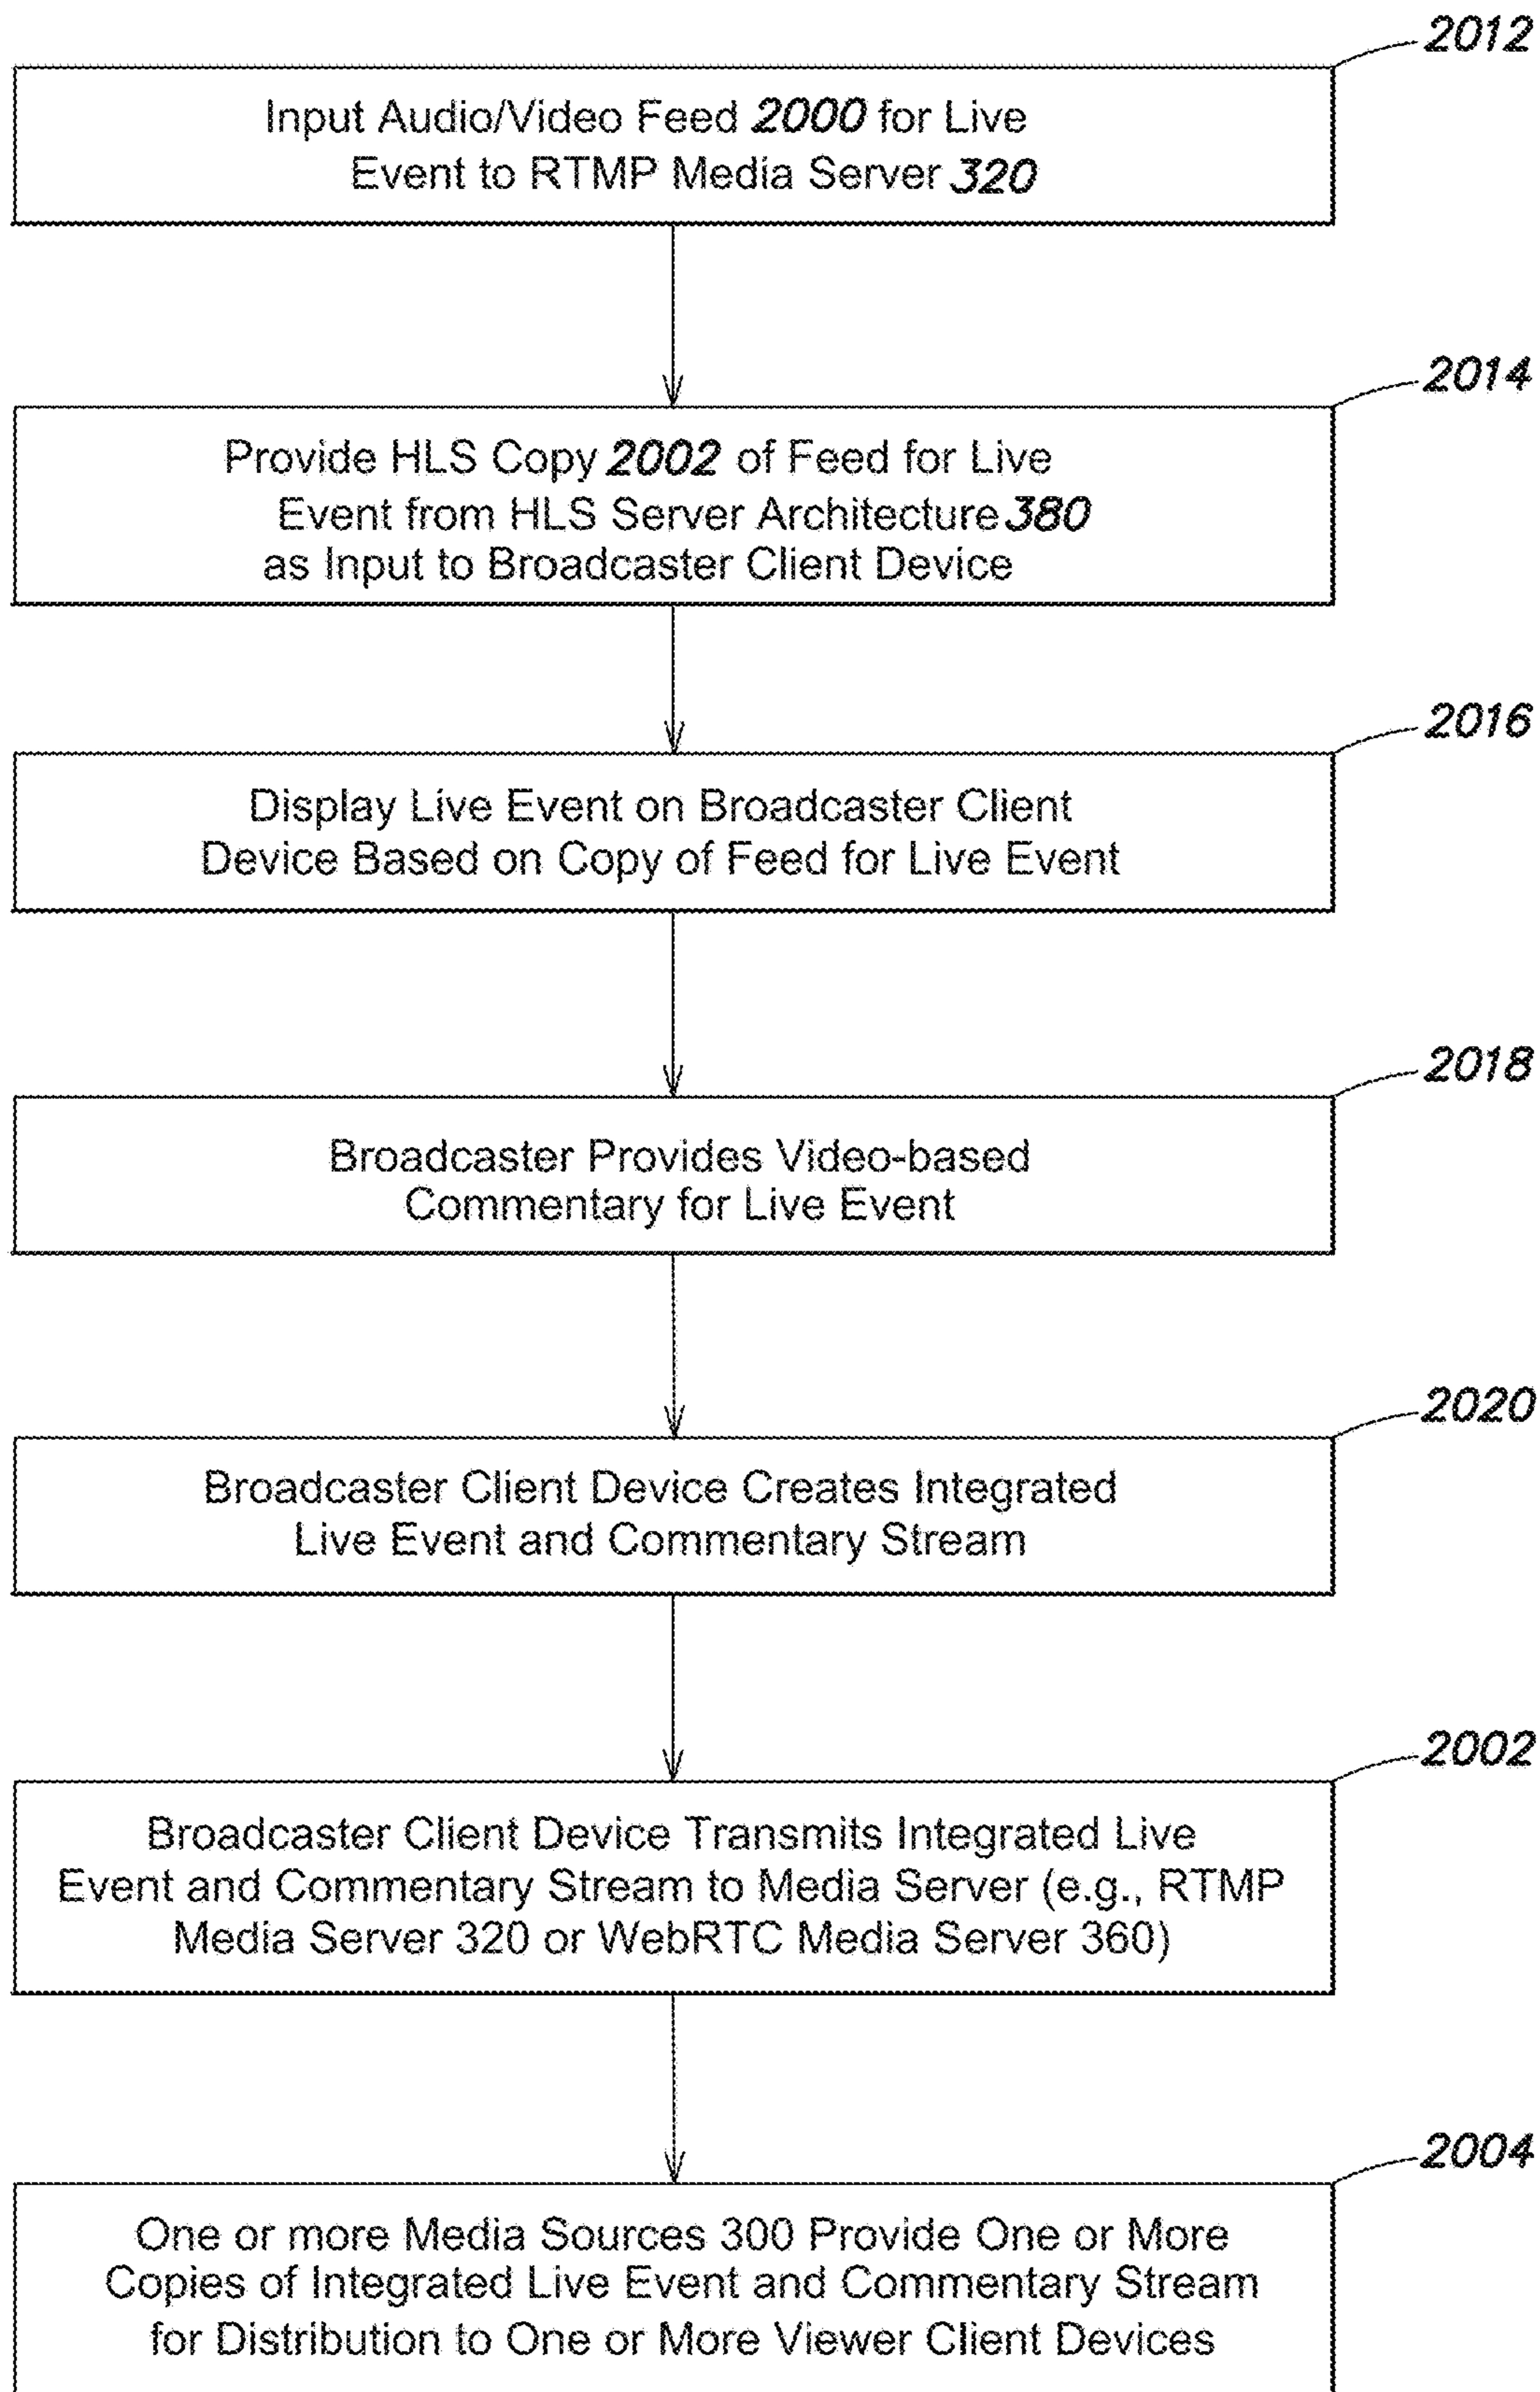 2012
Input Audio/Video Feed 2000 for Live
Event to RTMP Media Server 320
2014
Provide HLS Copy 2002 of Feed for Live
Event from HLS Server Architecture 380
as Input to Broadcaster Client Device
2016
Display Live Event on Broadcaster Client
Device Based on Copy of Feed for Live Event
2018
Broadcaster Provides Video-based
Commentary for Live Event
2020
Broadcaster Client Device Creates Integrated
Live Event and Commentary Stream
2002
Broadcaster Client Device Transmits Integrated Live
Event and Commentary Stream to Media Server (e.g., RTMP
Media Server 320 or WebRTC Media Server 360)
2004
One or more Media Sources 300 Provide One or More
Copies of Integrated Live Event and Commentary Stream
for Distribution to One or More Viewer Client Devices